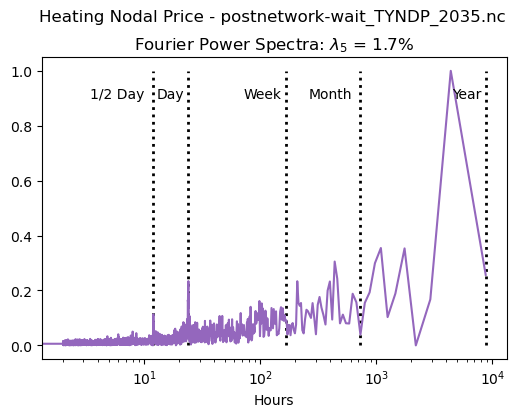 Heating Nodal Price - postnetwork-wait_TYNDP_2035.nc
Fourier Power Spectra: λ₅ = 1.7%
1/2 Day
Day
Week
Month
Year
1.0
0.8
0.6
0.4
0.2
0.0
10¹
10²
10³
10⁴
Hours